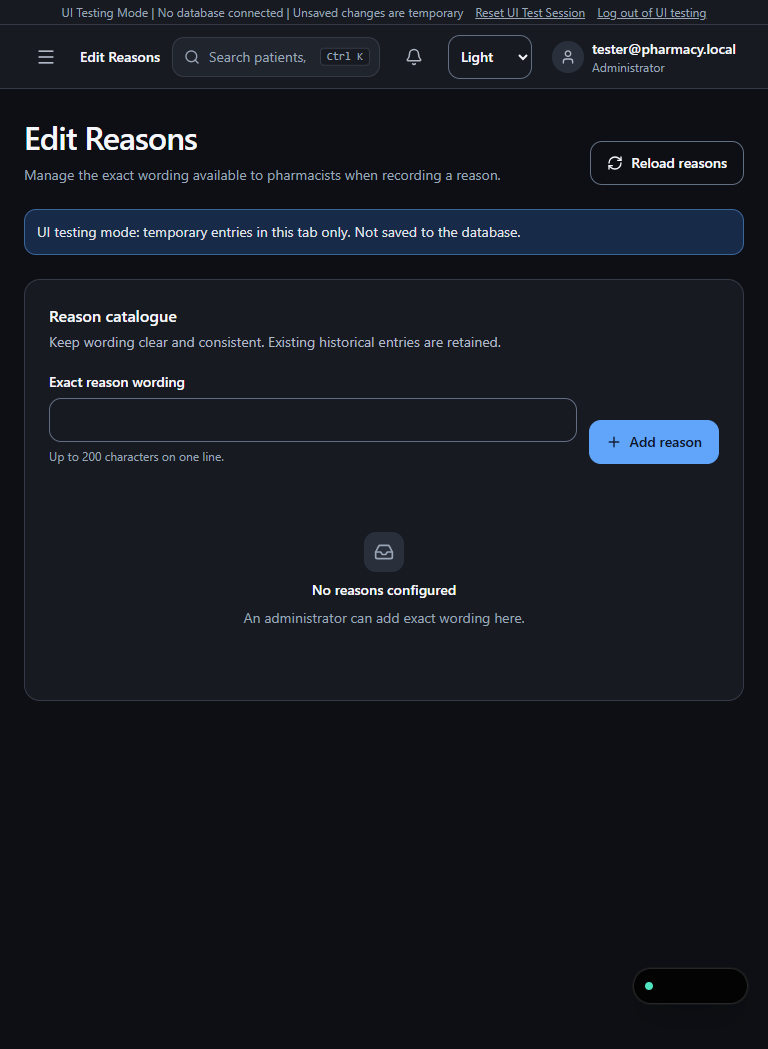 UI Testing Mode | No database connected | Unsaved changes are temporary Reset UI Test Session Log out of UI testing
Edit Reasons
Search patients,
Ctrl K
Light
tester@pharmacy.local
Administrator
Edit Reasons
Manage the exact wording available to pharmacists when recording a reason.
Reload reasons
UI testing mode: temporary entries in this tab only. Not saved to the database.
Reason catalogue
Keep wording clear and consistent. Existing historical entries are retained.
Exact reason wording
Add reason
Up to 200 characters on one line.
No reasons configured
An administrator can add exact wording here.